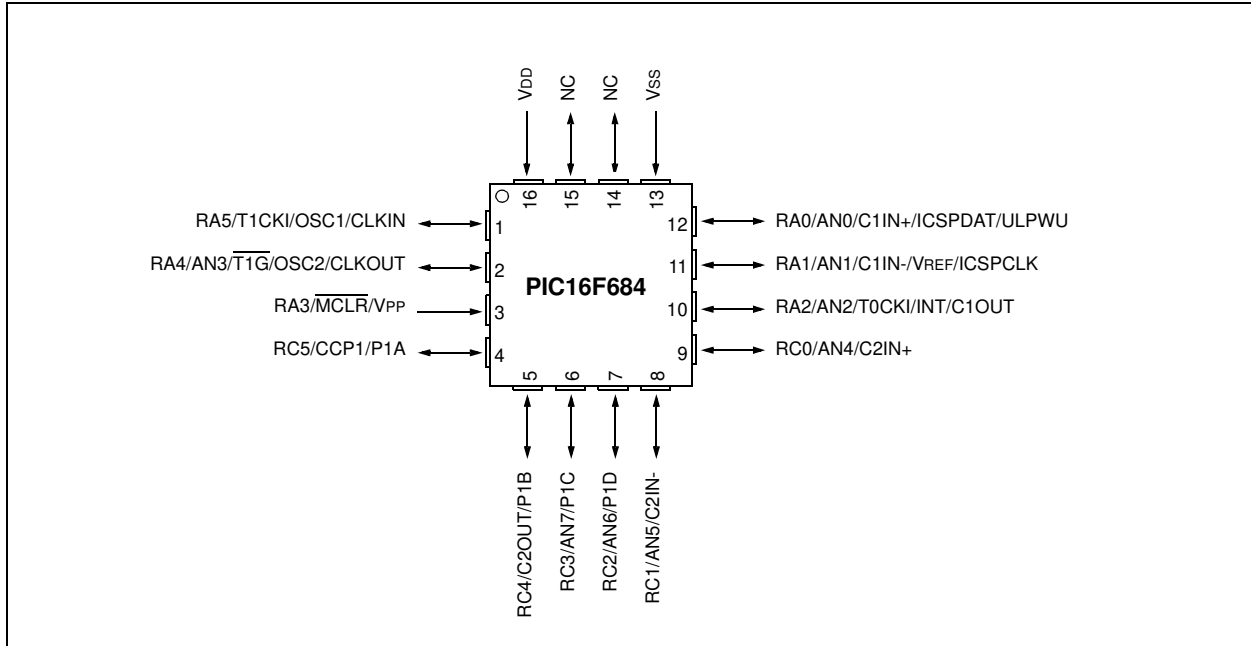 VDD
NC
NC
VSS
16
15
14
13
RA5/T1CKI/OSC1/CLKIN
1
12
RA0/AN0/C1IN+/ICSPDAT/ULPWU
RA4/AN3/T1G/OSC2/CLKOUT
2
11
RA1/AN1/C1IN-/VREF/ICSPCLK
PIC16F684
RA3/MCLR/VPP
3
10
RA2/AN2/T0CKI/INT/C1OUT
RC5/CCP1/P1A
4
9
RC0/AN4/C2IN+
5
6
7
8
RC4/C2OUT/P1B
RC3/AN7/P1C
RC2/AN6/P1D
RC1/AN5/C2IN-